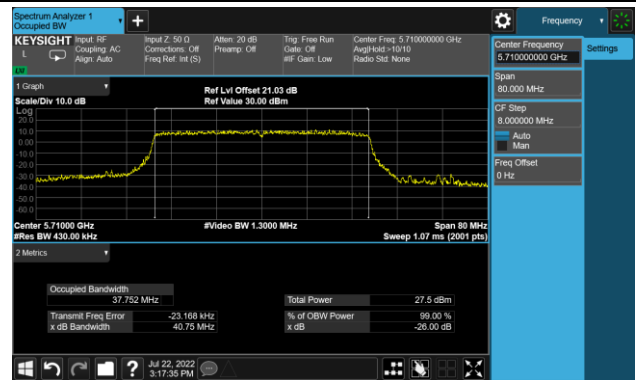 Spectrum Analyzer 1
Occupied BW
Frequency
KEYSIGHT
L
Input: RF
Coupling: AC
Align: Auto
Input Z: 50 Ω
Corrections: Off
Freq Ref: Int (S)
Atten: 20 dB
Preamp: Off
Trig: Free Run
Gate: Off
#IF Gain: Low
Center Freq: 5.710000000 GHz
Avg|Hold:>10/10
Radio Std: None
LW
Center Frequency
5.710000000 GHz
Settings
Span
80.000 MHz
CF Step
8.000000 MHz
Auto
Man
Freq Offset
0 Hz
1 Graph
Scale/Div 10.0 dB
Ref Lvl Offset 21.03 dB
Ref Value 30.00 dBm
Log
20.0
10.0
0.00
-10.0
-20.0
-30.0
-40.0
-50.0
-60.0
Center 5.71000 GHz
#Res BW 430.00 kHz
#Video BW 1.3000 MHz
Span 80 MHz
Sweep 1.07 ms (2001 pts)
2 Metrics
Occupied Bandwidth
37.752 MHz
Total Power
27.5 dBm
Transmit Freq Error
-23.168 kHz
% of OBW Power
99.00 %
x dB Bandwidth
40.75 MHz
x dB
-26.00 dB
Jul 22, 2022
3:17:35 PM